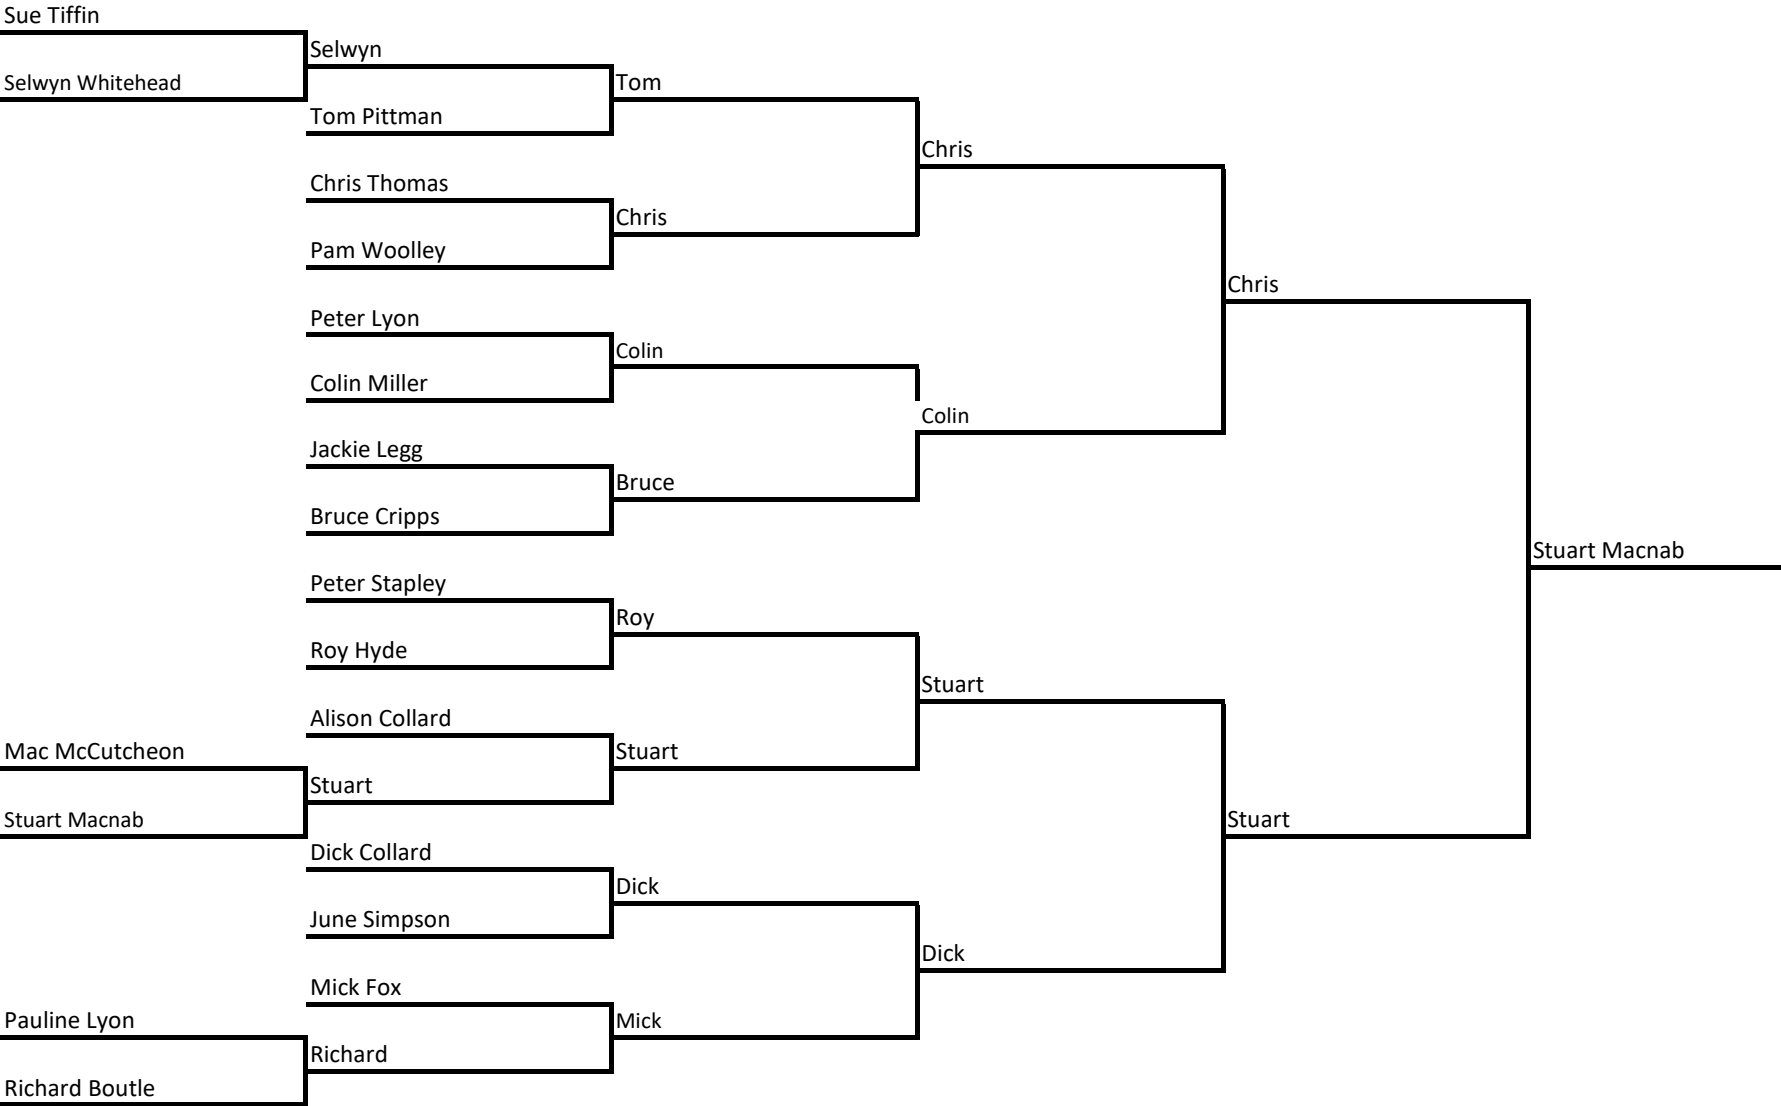 Sue Tiffin
Selwyn
Selwyn Whitehead
Tom
Tom Pittman
Chris
Chris Thomas
Chris
Pam Woolley
Chris
Peter Lyon
Colin
Colin Miller
Colin
Jackie Legg
Bruce
Bruce Cripps
Stuart Macnab
Peter Stapley
Roy
Roy Hyde
Stuart
Alison Collard
Mac McCutcheon
Stuart
Stuart
Stuart Macnab
Stuart
Dick Collard
Dick
June Simpson
Dick
Mick Fox
Pauline Lyon
Mick
Richard
Richard Boutle